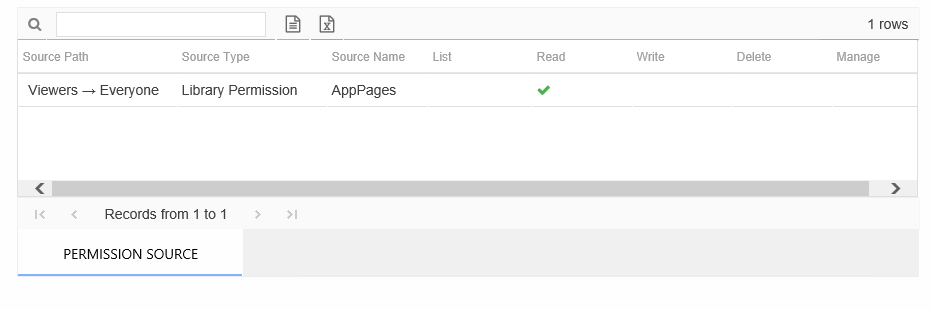 1 rows
Source Path Source Type Source Name List Read Write Delete Manage
Viewers → Everyone Library Permission AppPages
Records from 1 to 1
PERMISSION SOURCE